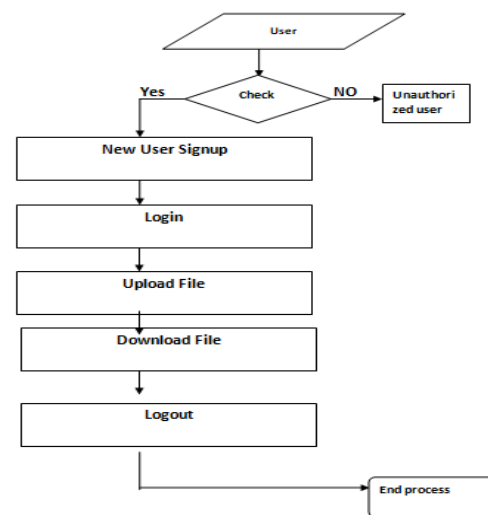 User
Check
Yes
NO
Unauthori
zed user
New User Signup
Login
Upload File
Download File
Logout
End process